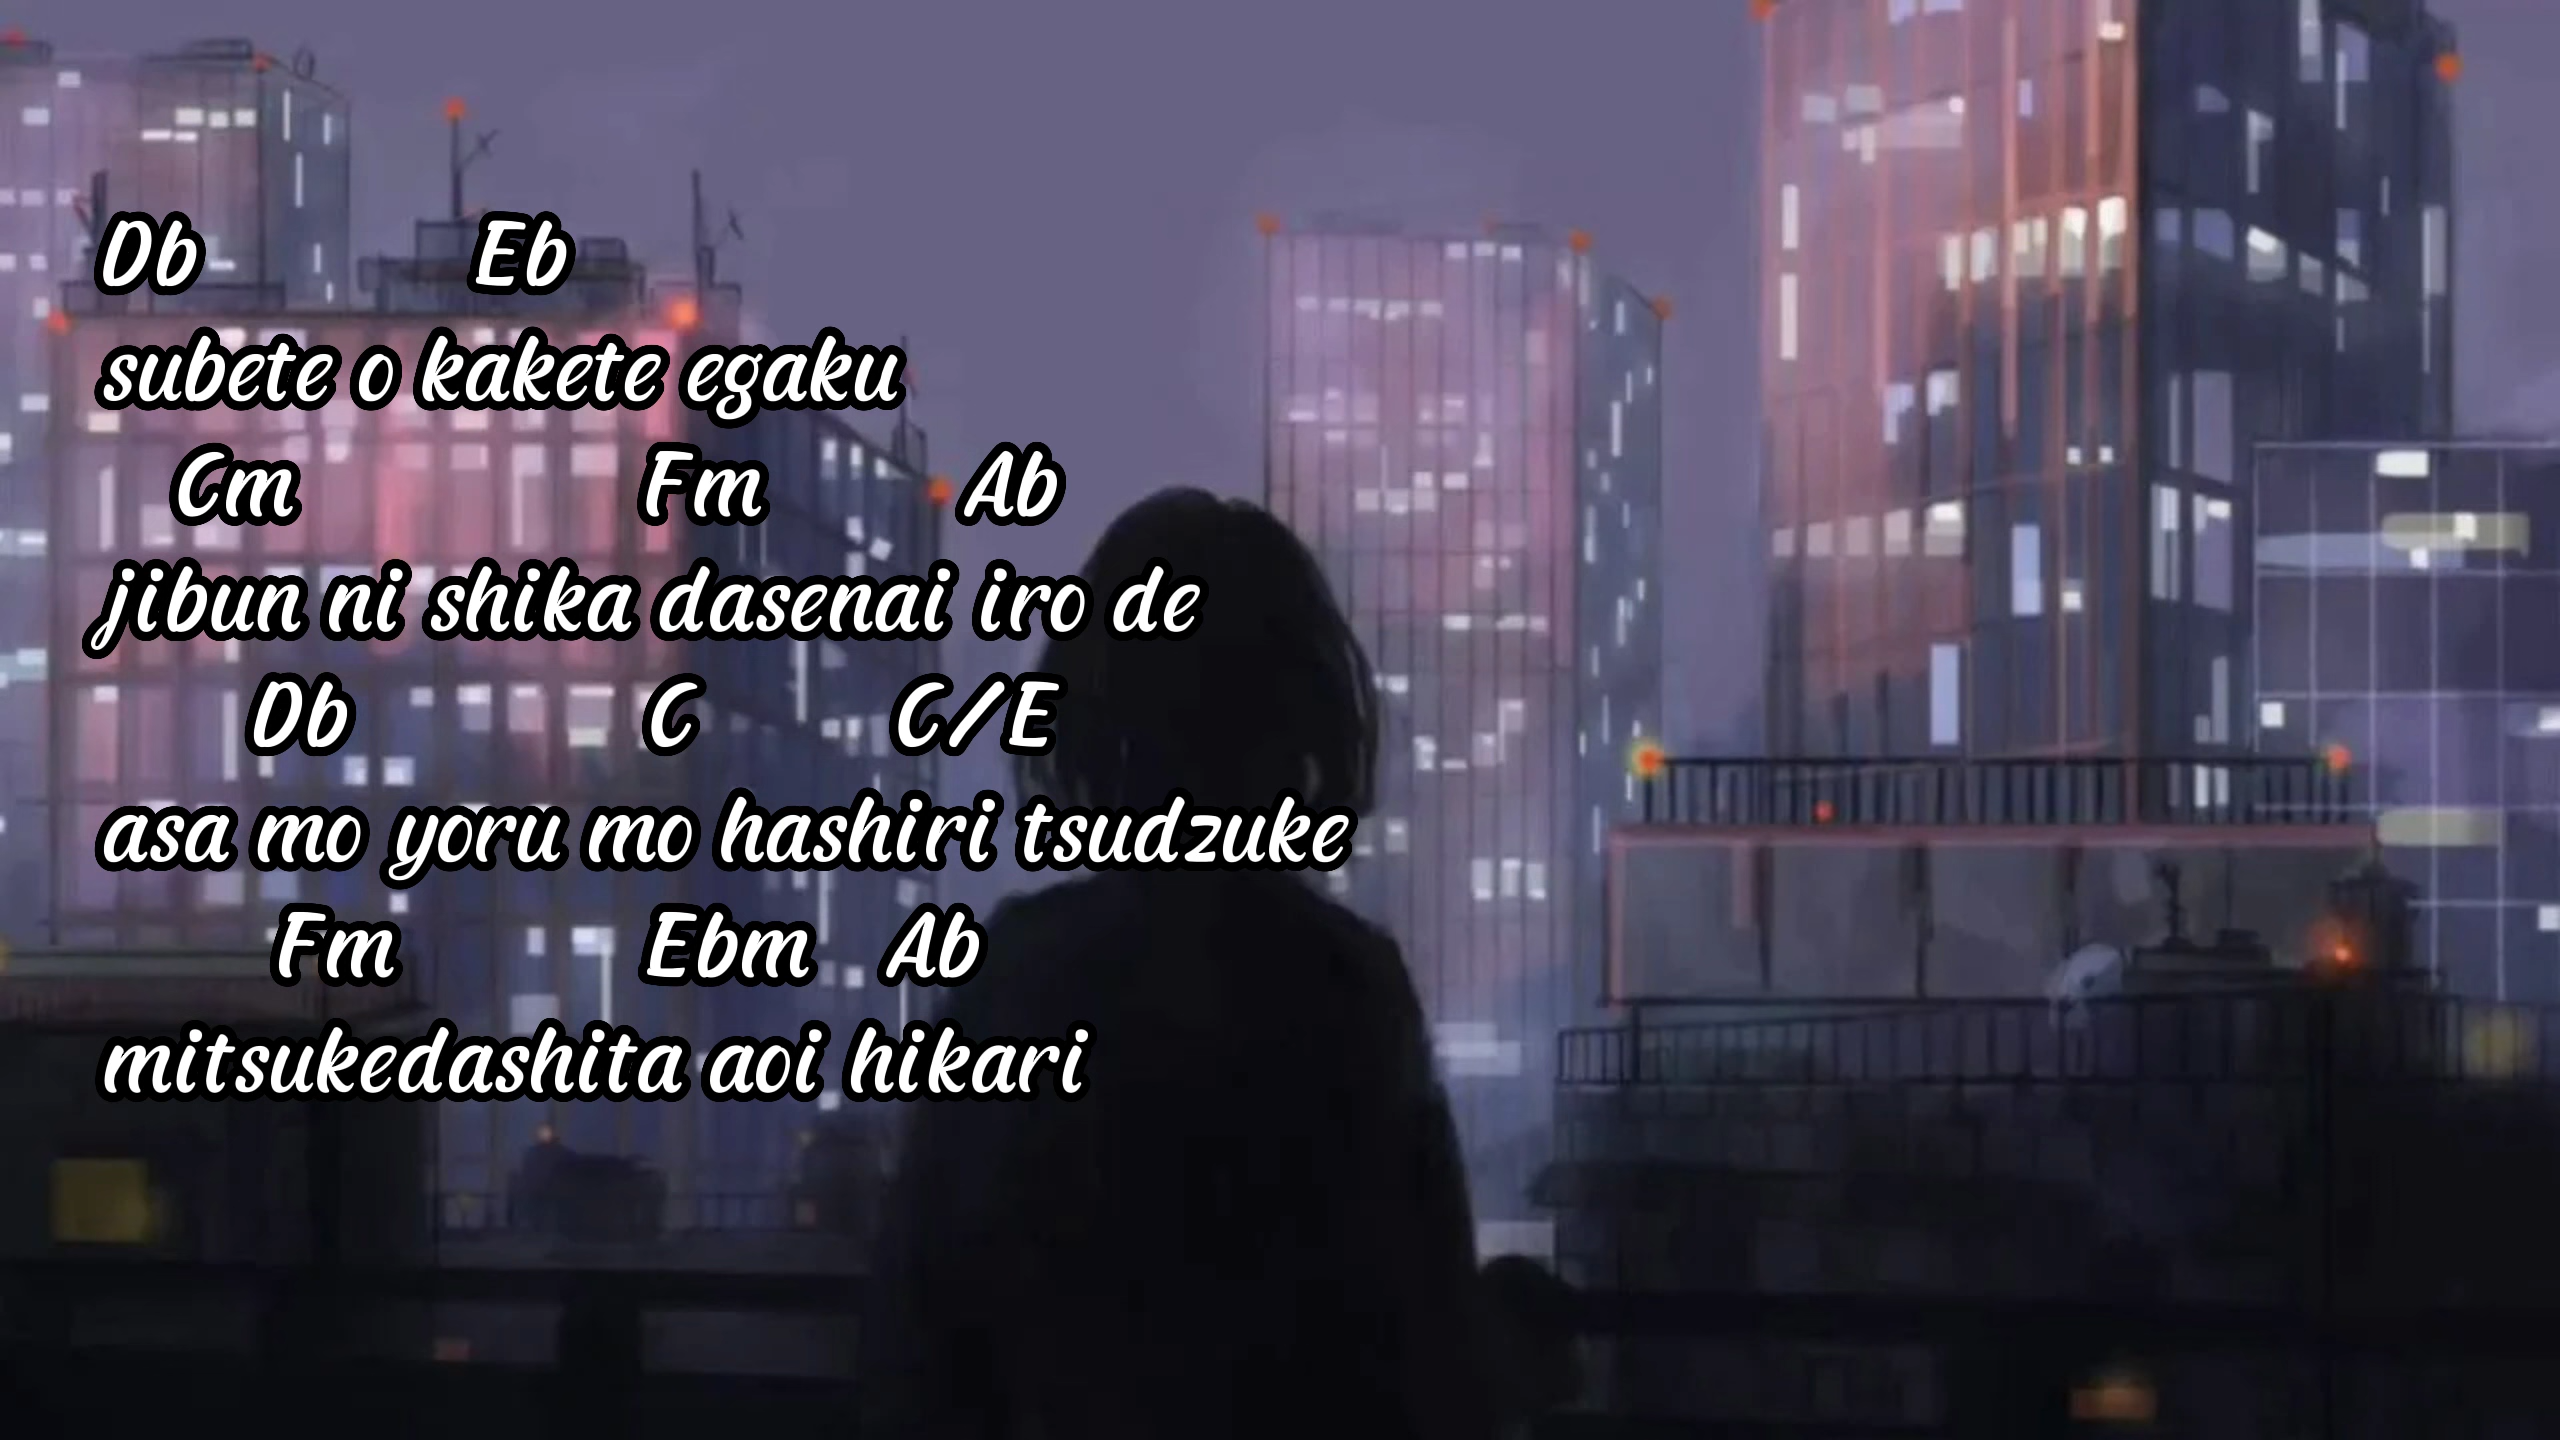 Db Eb
subete o kakete egaku
Cm Fm Ab
jibun ni shika dasenai iro de
Db C C/E
asa mo yoru mo hashiri tsudzuke
Fm Ebm Ab
mitsukedashita aoi hikari